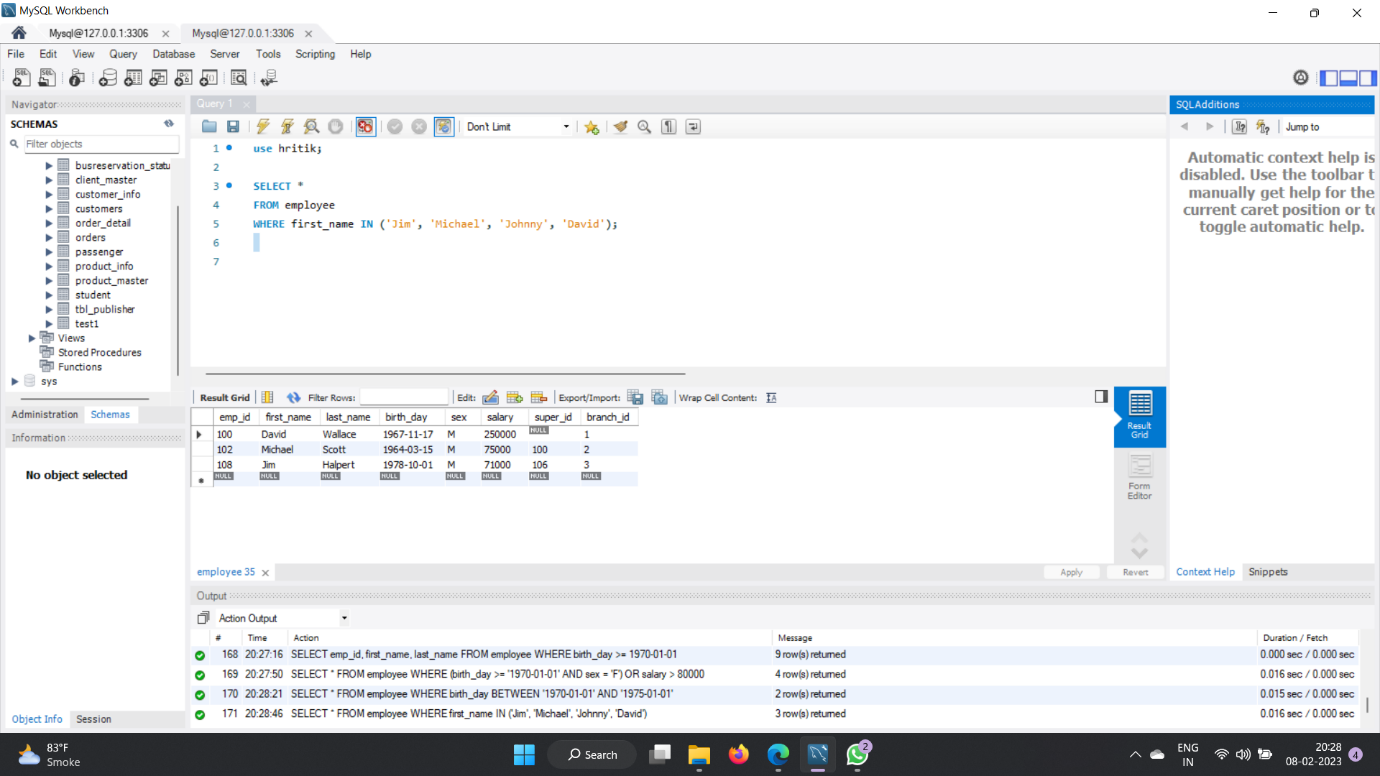 MySQL Workbench
Mysql@127.0.0.1:3306 Mysql@127.0.0.1:3306
File Edit View Query Database Server Tools Scripting Help
Navigator
SCHEMAS
Filter objects
busreservation_statu
client_master
customer_info
customers
order_detail
orders
passenger
product_info
product_master
student
tbl_publisher
test1
Views
Stored Procedures
Functions
sys
Administration Schemas
Information
No object selected
Object Info Session
Query 1
Don't Limit
1 use hritik;
2
3 SELECT *
4 FROM employee
5 WHERE first_name IN ('Jim', 'Michael', 'Johnny', 'David');
6
7
Result Grid Filter Rows: Edit: Export/Import: Wrap Cell Content:
emp_id first_name last_name birth_day sex salary super_id branch_id
100 David Wallace 1967-11-17 M 250000 NULL 1
102 Michael Scott 1964-03-15 M 75000 100 2
108 Jim Halpert 1978-10-01 M 71000 106 3
NULL NULL NULL NULL NULL NULL NULL NULL
Result
Grid
Form
Editor
employee 35
Apply Revert
SQLAdditions
Jump to
Automatic context help is
disabled. Use the toolbar t
manually get help for the
current caret position or to
toggle automatic help.
Context Help Snippets
Output
Action Output
# Time Action Message Duration / Fetch
168 20:27:16 SELECT emp_id, first_name, last_name FROM employee WHERE birth_day >= 1970-01-01 9 row(s) returned 0.000 sec / 0.000 sec
169 20:27:50 SELECT * FROM employee WHERE (birth_day >= '1970-01-01' AND sex = 'F') OR salary > 80000 4 row(s) returned 0.016 sec / 0.000 sec
170 20:28:21 SELECT * FROM employee WHERE birth_day BETWEEN '1970-01-01' AND '1975-01-01' 2 row(s) returned 0.015 sec / 0.000 sec
171 20:28:46 SELECT * FROM employee WHERE first_name IN ('Jim', 'Michael', 'Johnny', 'David') 3 row(s) returned 0.016 sec / 0.000 sec
83°F
Smoke
Search
2
ENG
IN
20:28
08-02-2023
4